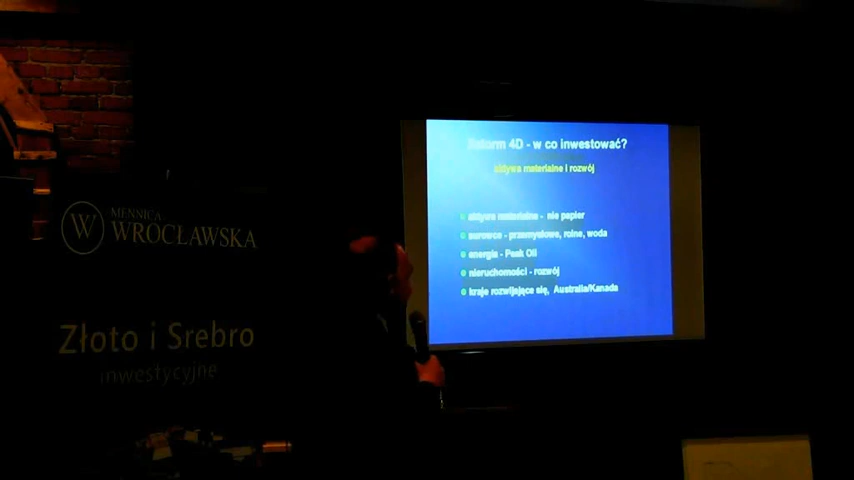 W
MENNICA
WROCŁAWSKA
Złoto i Srebro
inwestycyjne
4D - w co inwestować?
aktywa materialne i rozwój
aktywa materialne - nie papier
surowce - przemysłowe, rolne, woda
energia - Peak Oil
nieruchomości - rozwój
kraje rozwijające się, Australia/Kanada